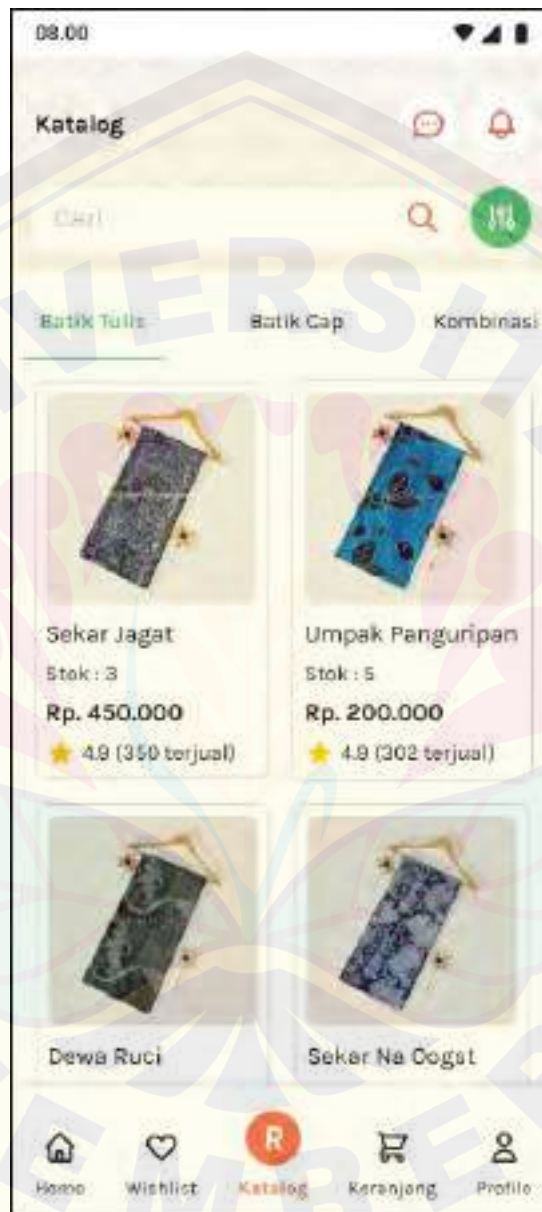 08.00
Katalog
Cari
Batik Tulis Batik Cap Kombinasi
Sekar Jagat Umpak Panguripan
Stok : 3 Stok : 5
Rp. 450.000 Rp. 200.000
4.9 (350 terjual) 4.9 (302 terjual)
Dewa Ruci Sekar Na Oogst
R
Home Wishlist Katalog Keranjang Profile